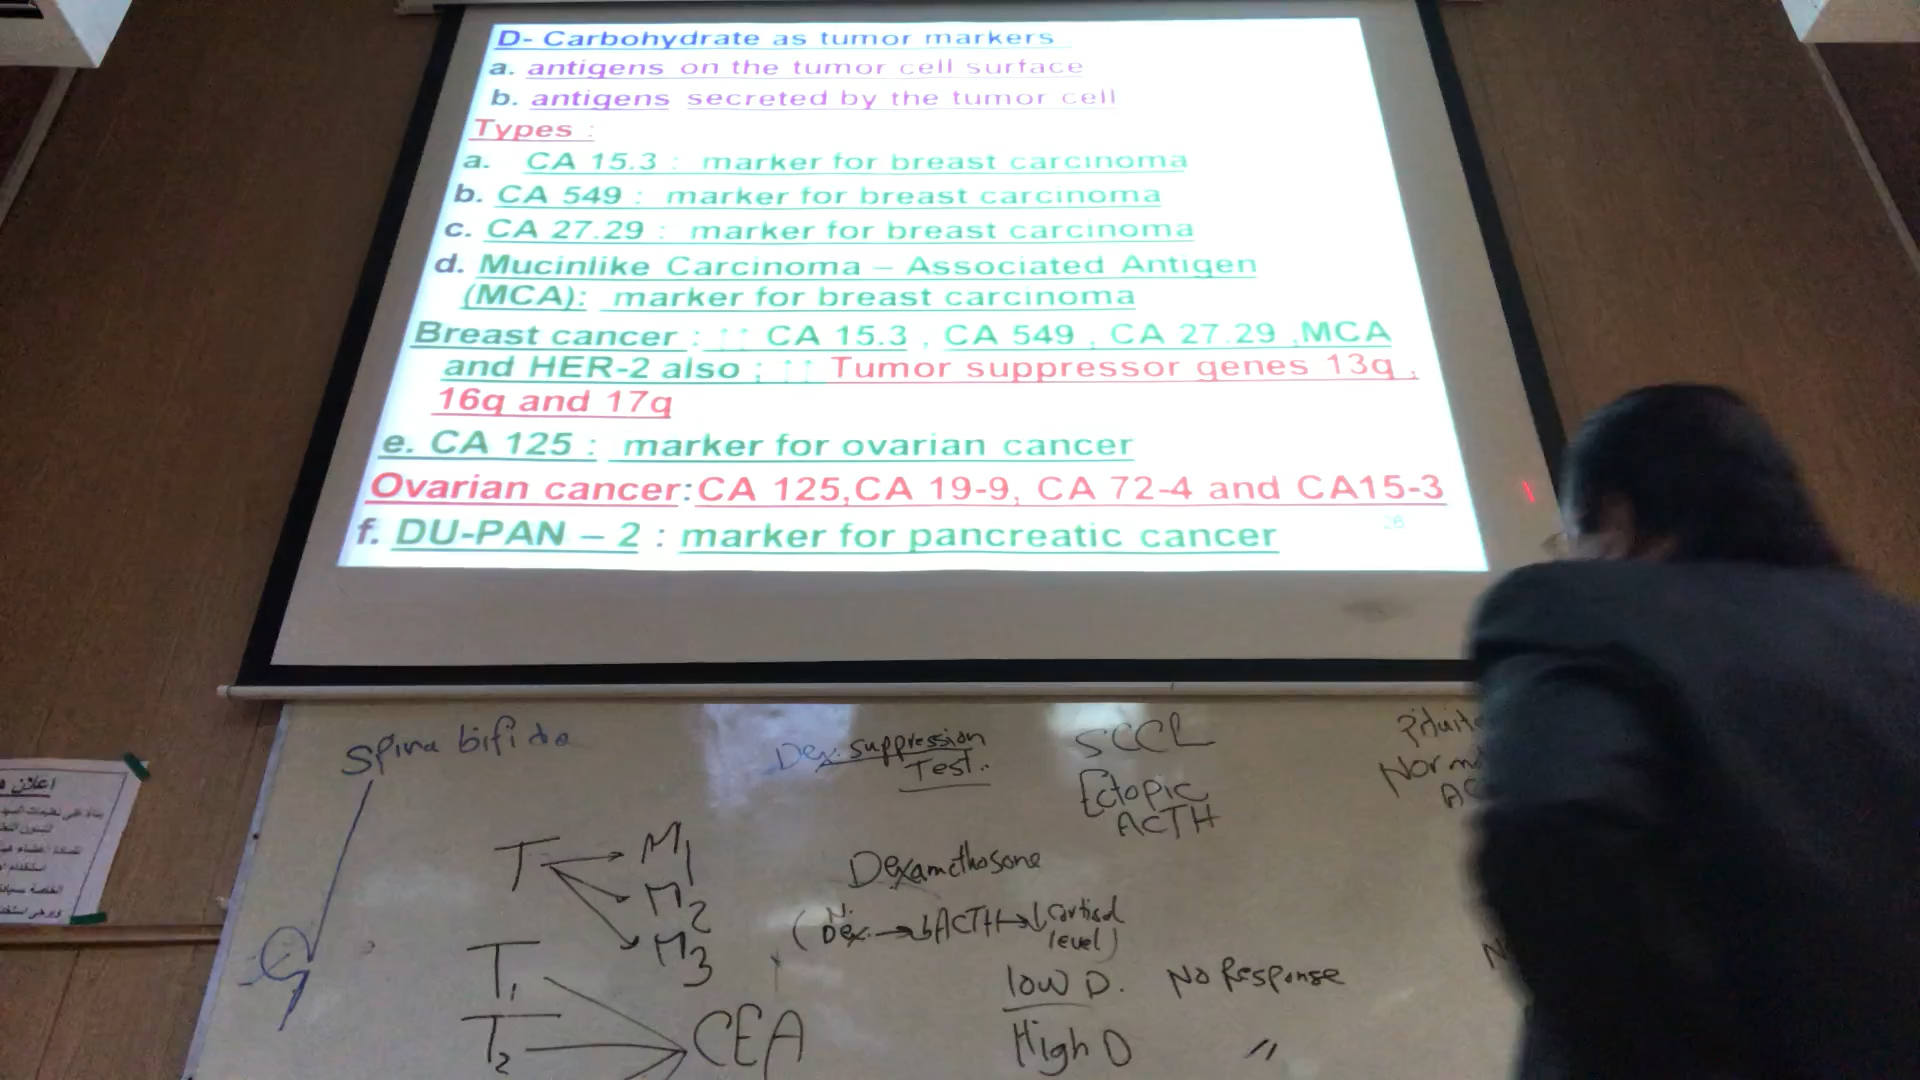 D- Carbohydrate as tumor markers
a. antigens on the tumor cell surface
b. antigens secreted by the tumor cell
Types :
a. CA 15.3 : marker for breast carcinoma
b. CA 549 : marker for breast carcinoma
c. CA 27.29 : marker for breast carcinoma
d. Mucinlike Carcinoma – Associated Antigen
(MCA): marker for breast carcinoma
Breast cancer : ↑↑ CA 15.3 , CA 549 , CA 27.29 ,MCA
and HER-2 also ; ↑↑ Tumor suppressor genes 13q ,
16q and 17q
e. CA 125 : marker for ovarian cancer
Ovarian cancer:CA 125,CA 19-9, CA 72-4 and CA15-3
f. DU-PAN – 2 : marker for pancreatic cancer
26
Spina bifida
Dex. suppression
Test..
SCCL
Ectopic
ACTH
T
M1
M2
M3
T1
T2
CEA
Dexamethosone
(N.
Dex. → ↓ACTH → ↓ Cortisol
level)
low D. No Response
High D "
اعلان